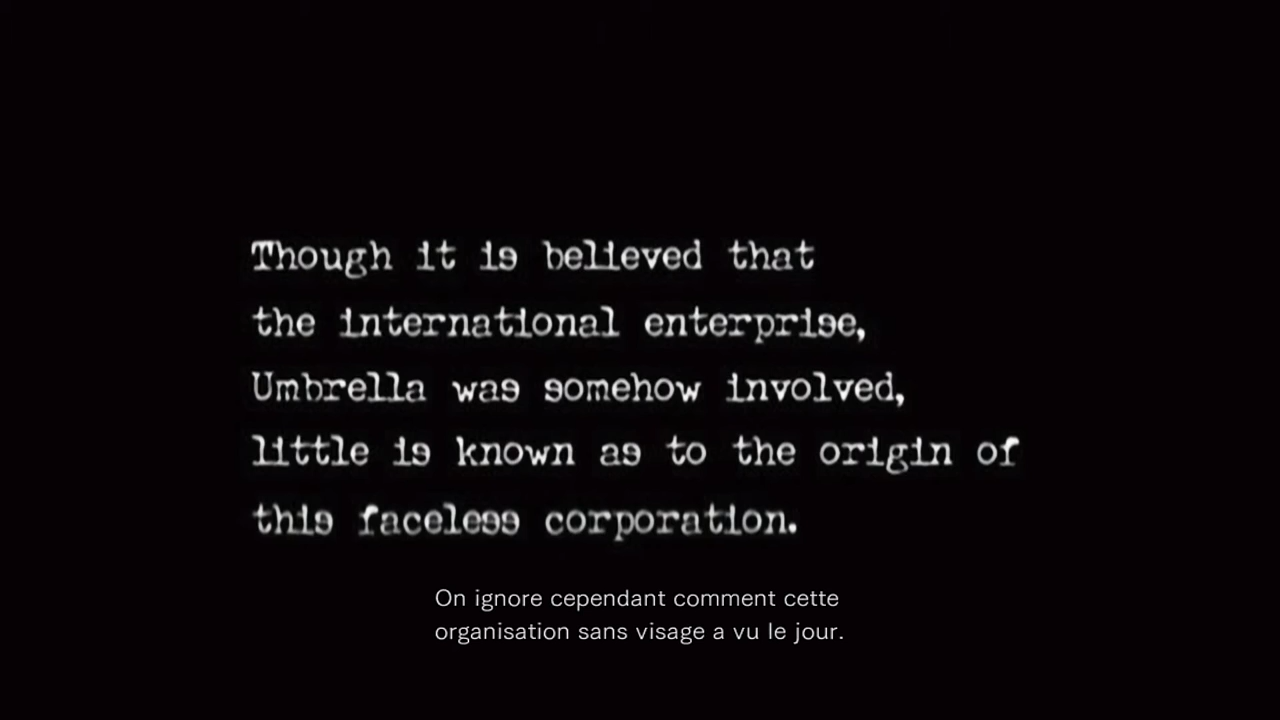 Though it is believed that
the international enterprise,
Umbrella was somehow involved,
little is known as to the origin of
this faceless corporation.
On ignore cependant comment cette
organisation sans visage a vu le jour.